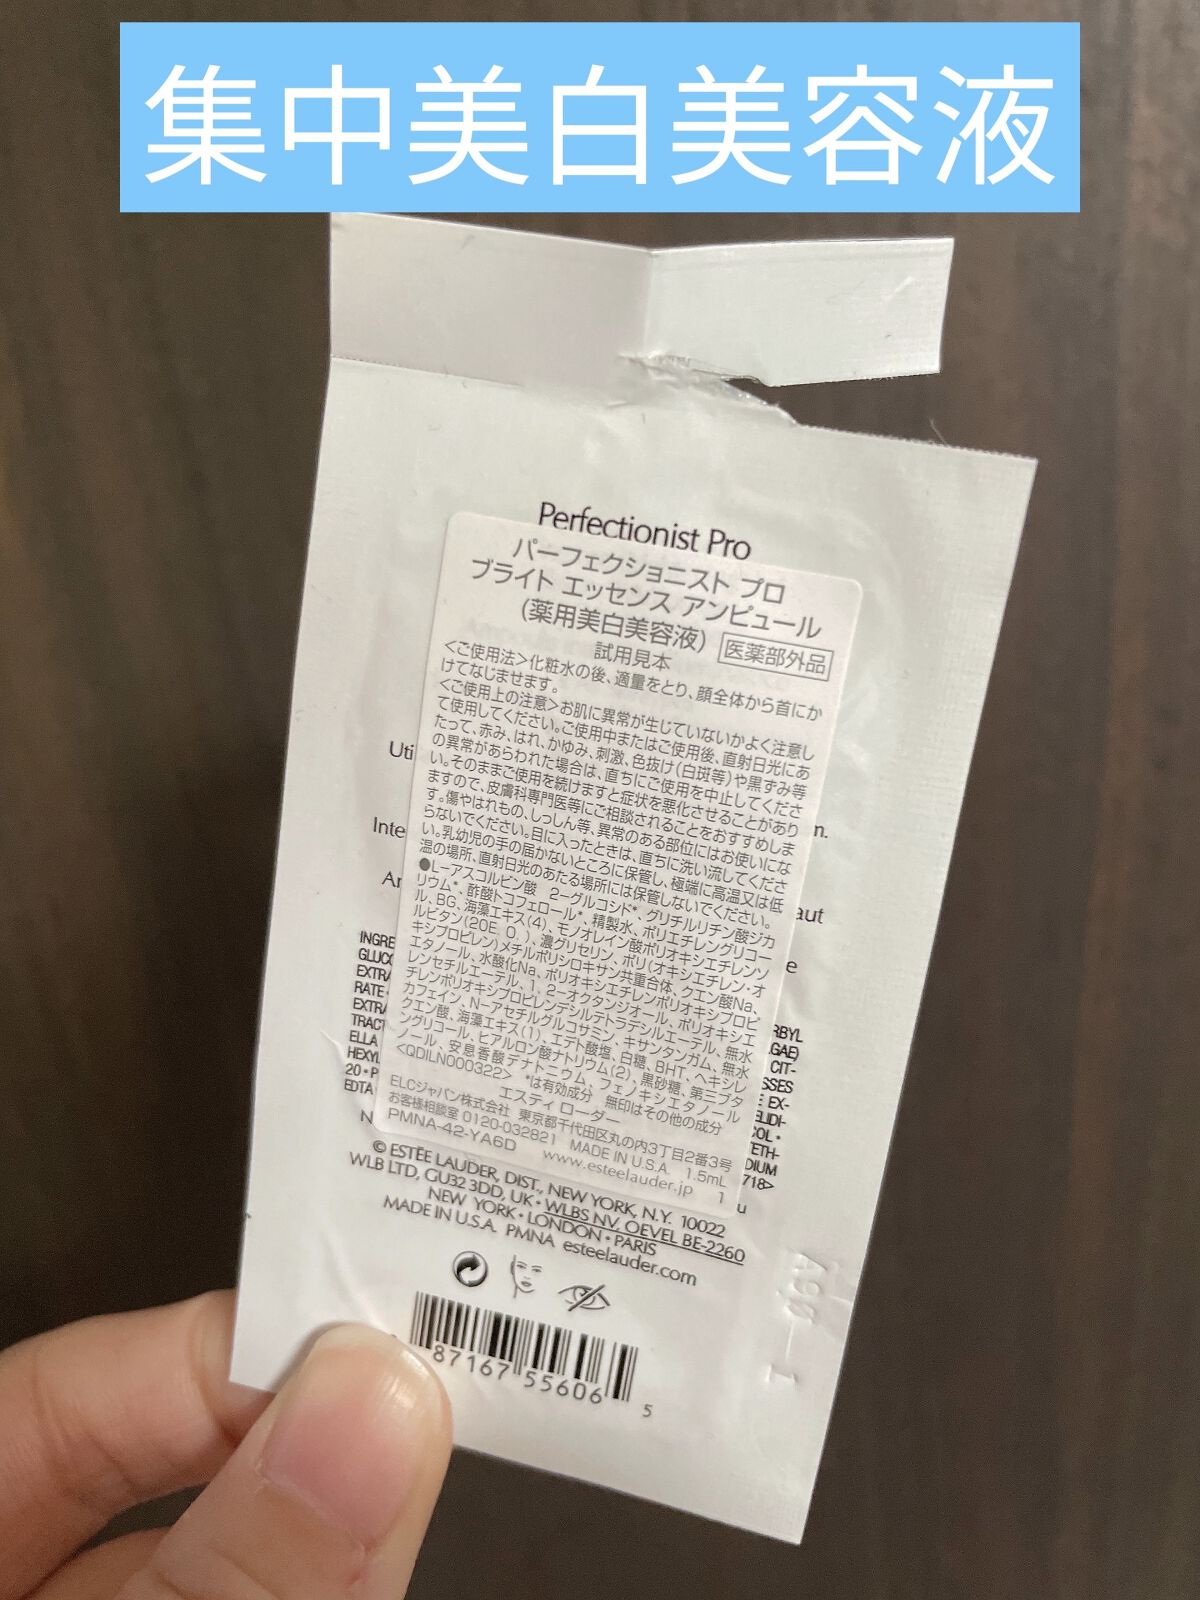 集中美白美容液
Perfectionist Pro
パーフェクショニスト プロ
ブライト エッセンス アンピュール
(薬用美白美容液) 医薬部外品
試用見本
<ご使用法>化粧水の後、適量をとり、顔全体から首にか
けてなじませます。
<ご使用上の注意>お肌に異常が生じていないかよく注意し
て使用してください。ご使用中またはご使用後、直射日光にあ
たって、赤み、はれ、かゆみ、刺激、色抜け(白斑等)や黒ずみ等
の異常があらわれた場合は、直ちにご使用を中止してくださ
い。そのままご使用を続けますと症状を悪化させることがあり
ますので、皮膚科専門医等にご相談されることをおすすめしま
す。傷やはれもの、しっしん等、異常のある部位にはお使いにな
らないでください。目に入ったときは、直ちに洗い流してくださ
い。乳幼児の手の届かないところに保管し、極端に高温又は低
温の場所、直射日光のあたる場所には保管しないでください。
●L-アスコルビン酸 2-グルコシド*、グリチルリチン酸ジカ
リウム*、酢酸トコフェロール*、精製水、ポリエチレングリコー
ル、BG、海藻エキス(4)、モノオレイン酸ポリオキシエチレンソ
ルビタン(20E.O.)、濃グリセリン、ポリ(オキシエチレン・オ
キシプロピレン)メチルポリシロキサン共重合体、クエン酸Na、
エタノール、水酸化Na、ポリオキシエチレンポリオキシプロピ
レンセチルエーテル、1,2-オクタンジオール、ポリオキシエ
チレンポリオキシプロピレンデシルテトラデシルエーテル、無水
カフェイン、N-アセチルグルコサミン、キサンタンガム、無水
クエン酸、海藻エキス(1)、エデト酸塩、白糖、BHT、ヘキシレ
ングリコール、ヒアルロン酸ナトリウム(2)、黒砂糖、第三ブタ
ノール、安息香酸デナトニウム、フェノキシエタノール
<QDILN000322> *は有効成分 無印はその他の成分
エスティ ローダー
ELCジャパン株式会社 東京都千代田区丸の内3丁目2番3号
お客様相談室 0120-032821 MADE IN U.S.A. 1.5mL
PMNA-42-YA6D www.esteelauder.jp 1
© ESTÉE LAUDER, DIST., NEW YORK, N.Y. 10022
WLB LTD, GU32 3DD, UK • WLBS NV, OEVEL BE-2260
NEW YORK • LONDON • PARIS
MADE IN U.S.A. PMNA esteelauder.com
87167 55606 5